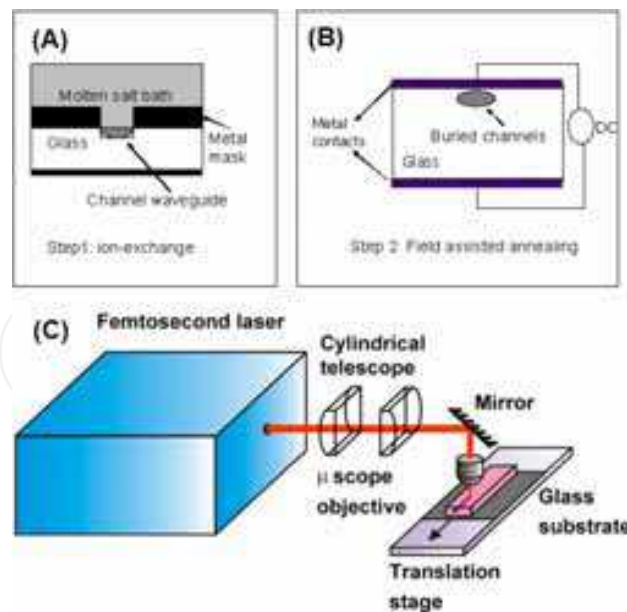 (A)
Molten salt bath
Glass
Metal
mask
Channel waveguide
Step1: ion-exchange
(B)
Metal
contacts
Buried channels
DC
Glass
Step 2 Field assisted annealing
(C)
Femtosecond laser
Cylindrical
telescope
Mirror
μ scope
objective
Glass
substrate
Translation
stage